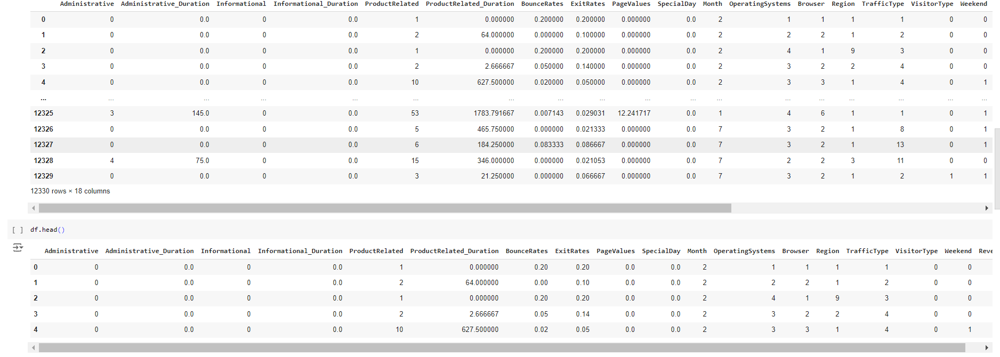 Administrative Administrative_Duration Informational Informational_Duration ProductRelated ProductRelated_Duration BounceRates ExitRates PageValues SpecialDay Month OperatingSystems Browser Region TrafficType VisitorType Weekend
0 0 0.0 0 0.0 1 0.000000 0.200000 0.200000 0.000000 0.0 2 1 1 1 1 0 0
1 0 0.0 0 0.0 2 64.000000 0.000000 0.100000 0.000000 0.0 2 2 2 1 2 0 0
2 0 0.0 0 0.0 1 0.000000 0.200000 0.200000 0.000000 0.0 2 4 1 9 3 0 0
3 0 0.0 0 0.0 2 2.666667 0.050000 0.140000 0.000000 0.0 2 3 2 2 4 0 0
4 0 0.0 0 0.0 10 627.500000 0.020000 0.050000 0.000000 0.0 2 3 3 1 4 0 1
... ... ... ... ... ... ... ... ... ... ... ... ... ... ... ... ... ...
12325 3 145.0 0 0.0 53 1783.791667 0.007143 0.029031 12.241717 0.0 1 4 6 1 1 0 1
12326 0 0.0 0 0.0 5 465.750000 0.000000 0.021333 0.000000 0.0 7 3 2 1 8 0 1
12327 0 0.0 0 0.0 6 184.250000 0.083333 0.086667 0.000000 0.0 7 3 2 1 13 0 1
12328 4 75.0 0 0.0 15 346.000000 0.000000 0.021053 0.000000 0.0 7 2 2 3 11 0 0
12329 0 0.0 0 0.0 3 21.250000 0.000000 0.066667 0.000000 0.0 7 3 2 1 2 1 1
12330 rows × 18 columns
[ ] df.head()
Administrative Administrative_Duration Informational Informational_Duration ProductRelated ProductRelated_Duration BounceRates ExitRates PageValues SpecialDay Month OperatingSystems Browser Region TrafficType VisitorType Weekend Reve
0 0 0.0 0 0.0 1 0.000000 0.20 0.20 0.0 0.0 2 1 1 1 1 0 0
1 0 0.0 0 0.0 2 64.000000 0.00 0.10 0.0 0.0 2 2 2 1 2 0 0
2 0 0.0 0 0.0 1 0.000000 0.20 0.20 0.0 0.0 2 4 1 9 3 0 0
3 0 0.0 0 0.0 2 2.666667 0.05 0.14 0.0 0.0 2 3 2 2 4 0 0
4 0 0.0 0 0.0 10 627.500000 0.02 0.05 0.0 0.0 2 3 3 1 4 0 1